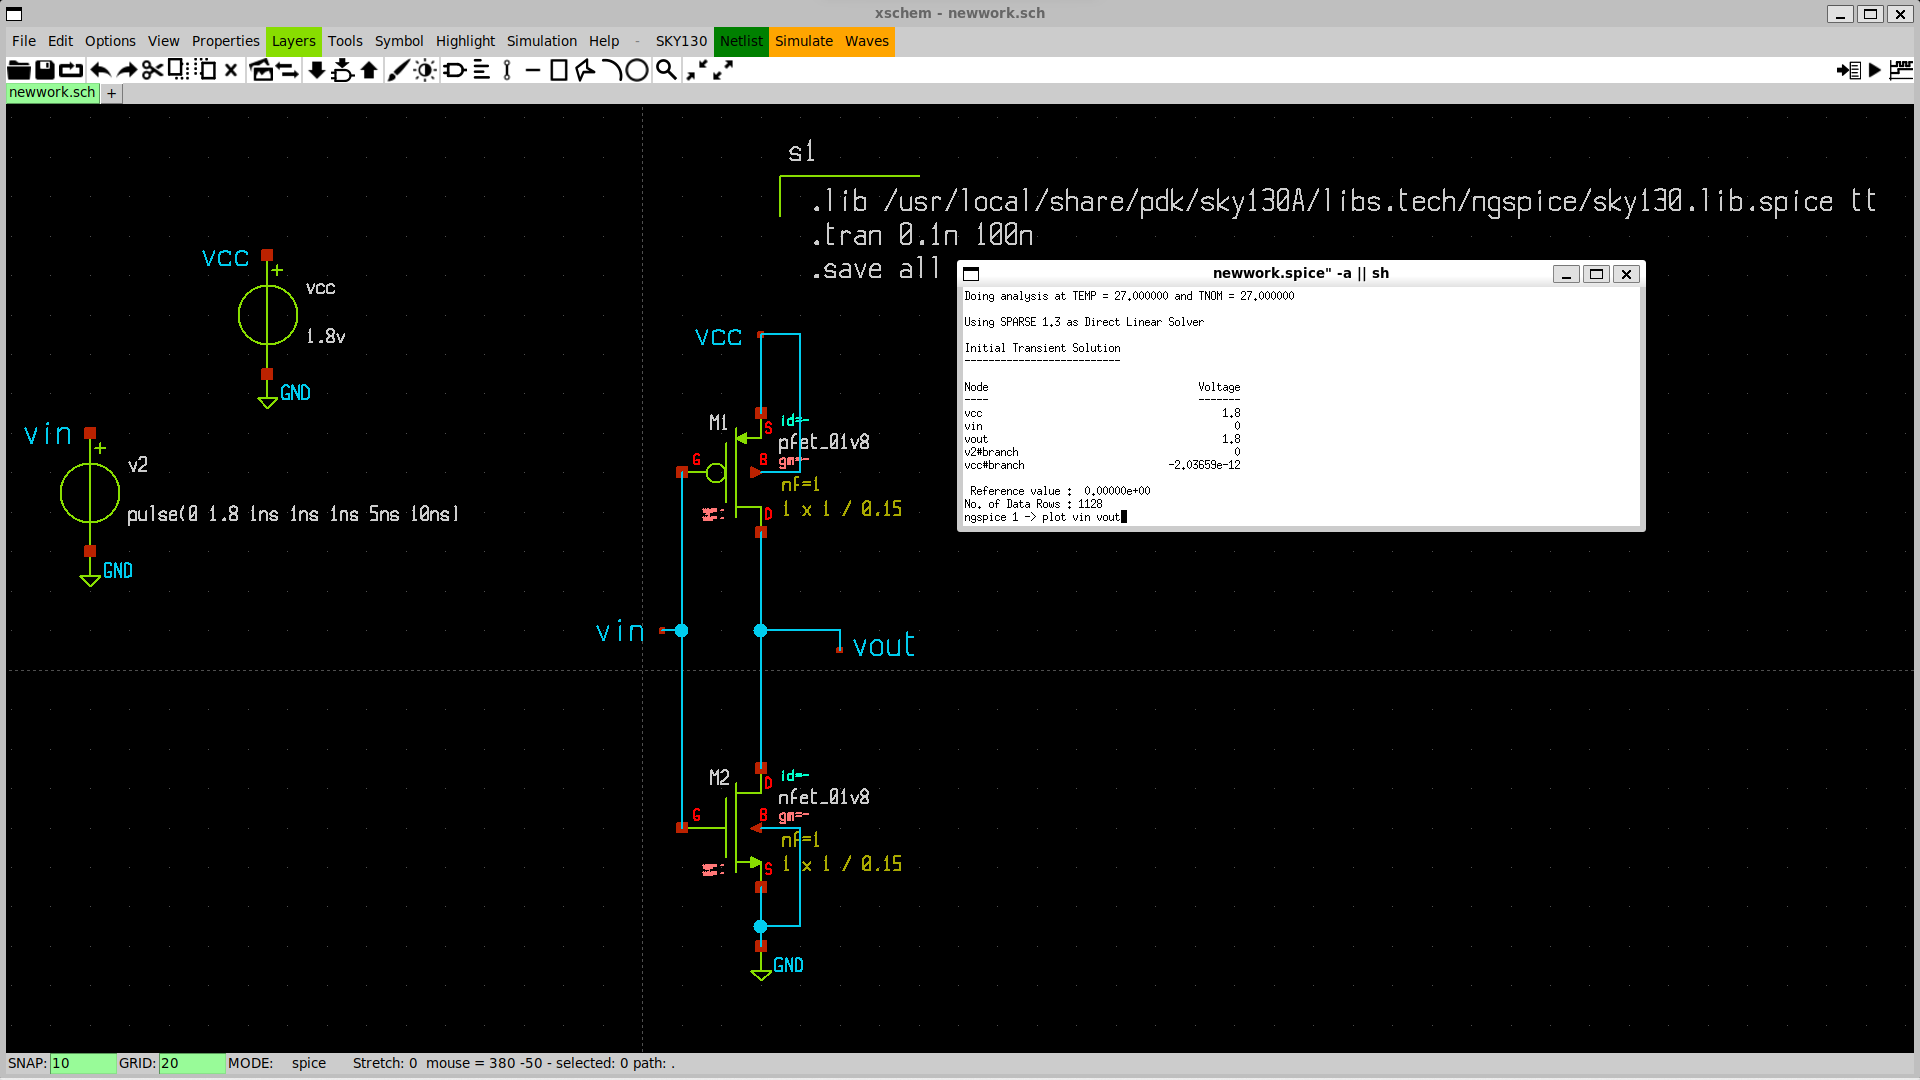 xschem - newwork.sch
File Edit Options View Properties Layers Tools Symbol Highlight Simulation Help - SKY130 Netlist Simulate Waves
newwork.sch +
s1
.lib /usr/local/share/pdk/sky130A/libs.tech/ngspice/sky130.lib.spice tt
.tran 0.1n 100n
.save all
VCC
+
vcc
1.8v
GND
vin
+
v2
pulse(0 1.8 1ns 1ns 1ns 5ns 10ns)
GND
VCC
M1
id=-
S
pfet_01v8
G
B
gm=-
nf=1
1 x 1 / 0.15
D
vin
vout
M2
id=-
D
nfet_01v8
G
B
gm=-
nf=1
1 x 1 / 0.15
S
GND
newwork.spice" -a || sh
Doing analysis at TEMP = 27.000000 and TNOM = 27.000000
Using SPARSE 1.3 as Direct Linear Solver
Initial Transient Solution
--------------------------
Node Voltage
---- -------
vcc 1.8
vin 0
vout 1.8
v2#branch 0
vcc#branch -2.03659e-12
Reference value : 0.00000e+00
No. of Data Rows : 1128
ngspice 1 -> plot vin vout
SNAP: 10 GRID: 20 MODE: spice Stretch: 0 mouse = 380 -50 - selected: 0 path: .